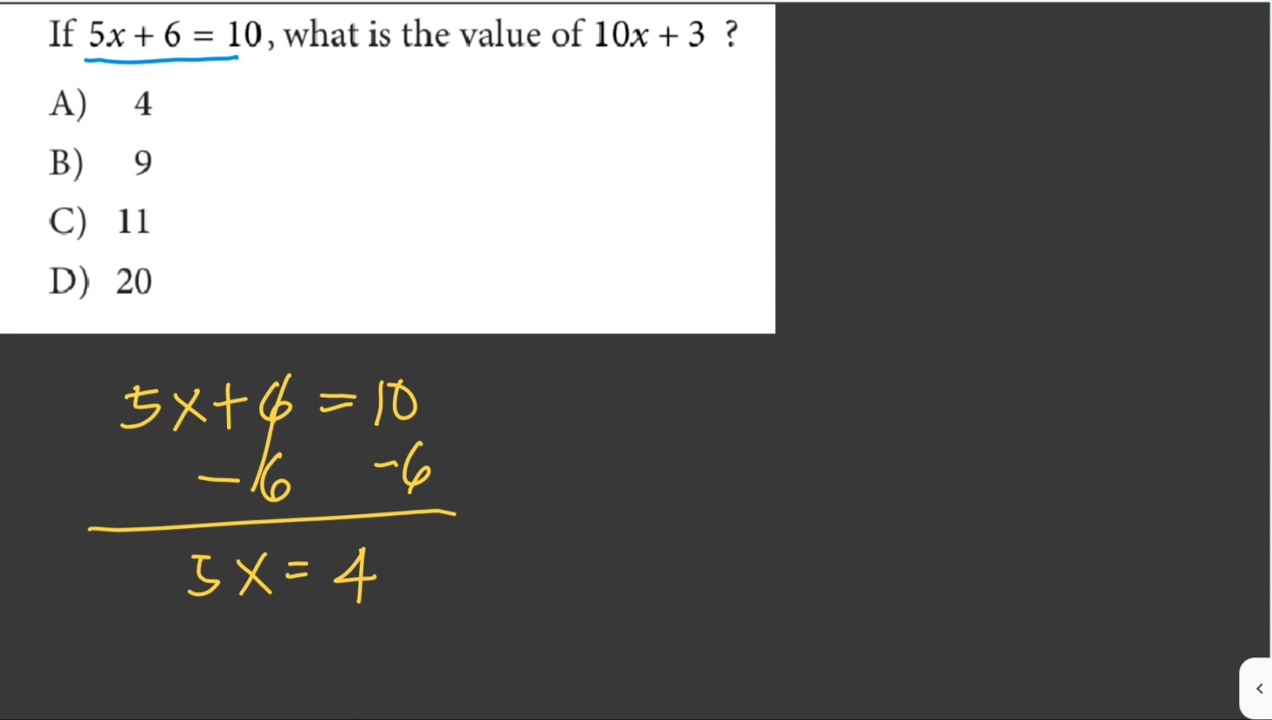 If 5x + 6 = 10, what is the value of 10x + 3 ?
A) 4
B) 9
C) 11
D) 20
5x+6 = 10
-6 -6
5x = 4